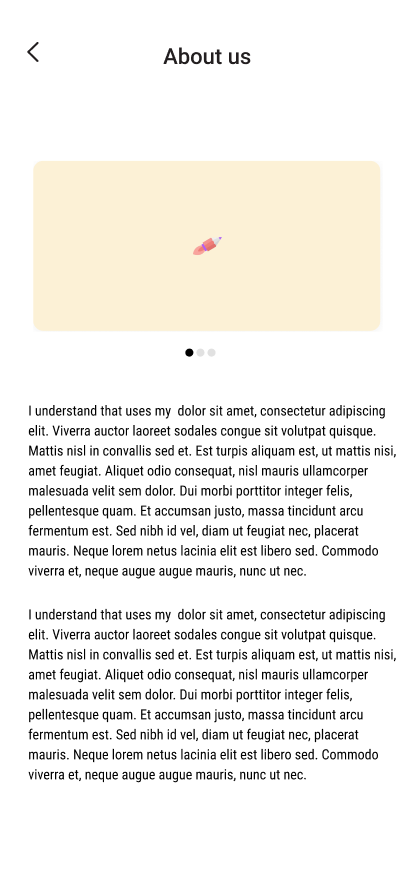 About us
I understand that uses my  dolor sit amet, consectetur adipiscing
elit. Viverra auctor laoreet sodales congue sit volutpat quisque.
Mattis nisl in convallis sed et. Est turpis aliquam est, ut mattis nisi,
amet feugiat. Aliquet odio consequat, nisl mauris ullamcorper
malesuada velit sem dolor. Dui morbi porttitor integer felis,
pellentesque quam. Et accumsan justo, massa tincidunt arcu
fermentum est. Sed nibh id vel, diam ut feugiat nec, placerat
mauris. Neque lorem netus lacinia elit est libero sed. Commodo
viverra et, neque augue augue mauris, nunc ut nec.
I understand that uses my  dolor sit amet, consectetur adipiscing
elit. Viverra auctor laoreet sodales congue sit volutpat quisque.
Mattis nisl in convallis sed et. Est turpis aliquam est, ut mattis nisi,
amet feugiat. Aliquet odio consequat, nisl mauris ullamcorper
malesuada velit sem dolor. Dui morbi porttitor integer felis,
pellentesque quam. Et accumsan justo, massa tincidunt arcu
fermentum est. Sed nibh id vel, diam ut feugiat nec, placerat
mauris. Neque lorem netus lacinia elit est libero sed. Commodo
viverra et, neque augue augue mauris, nunc ut nec.